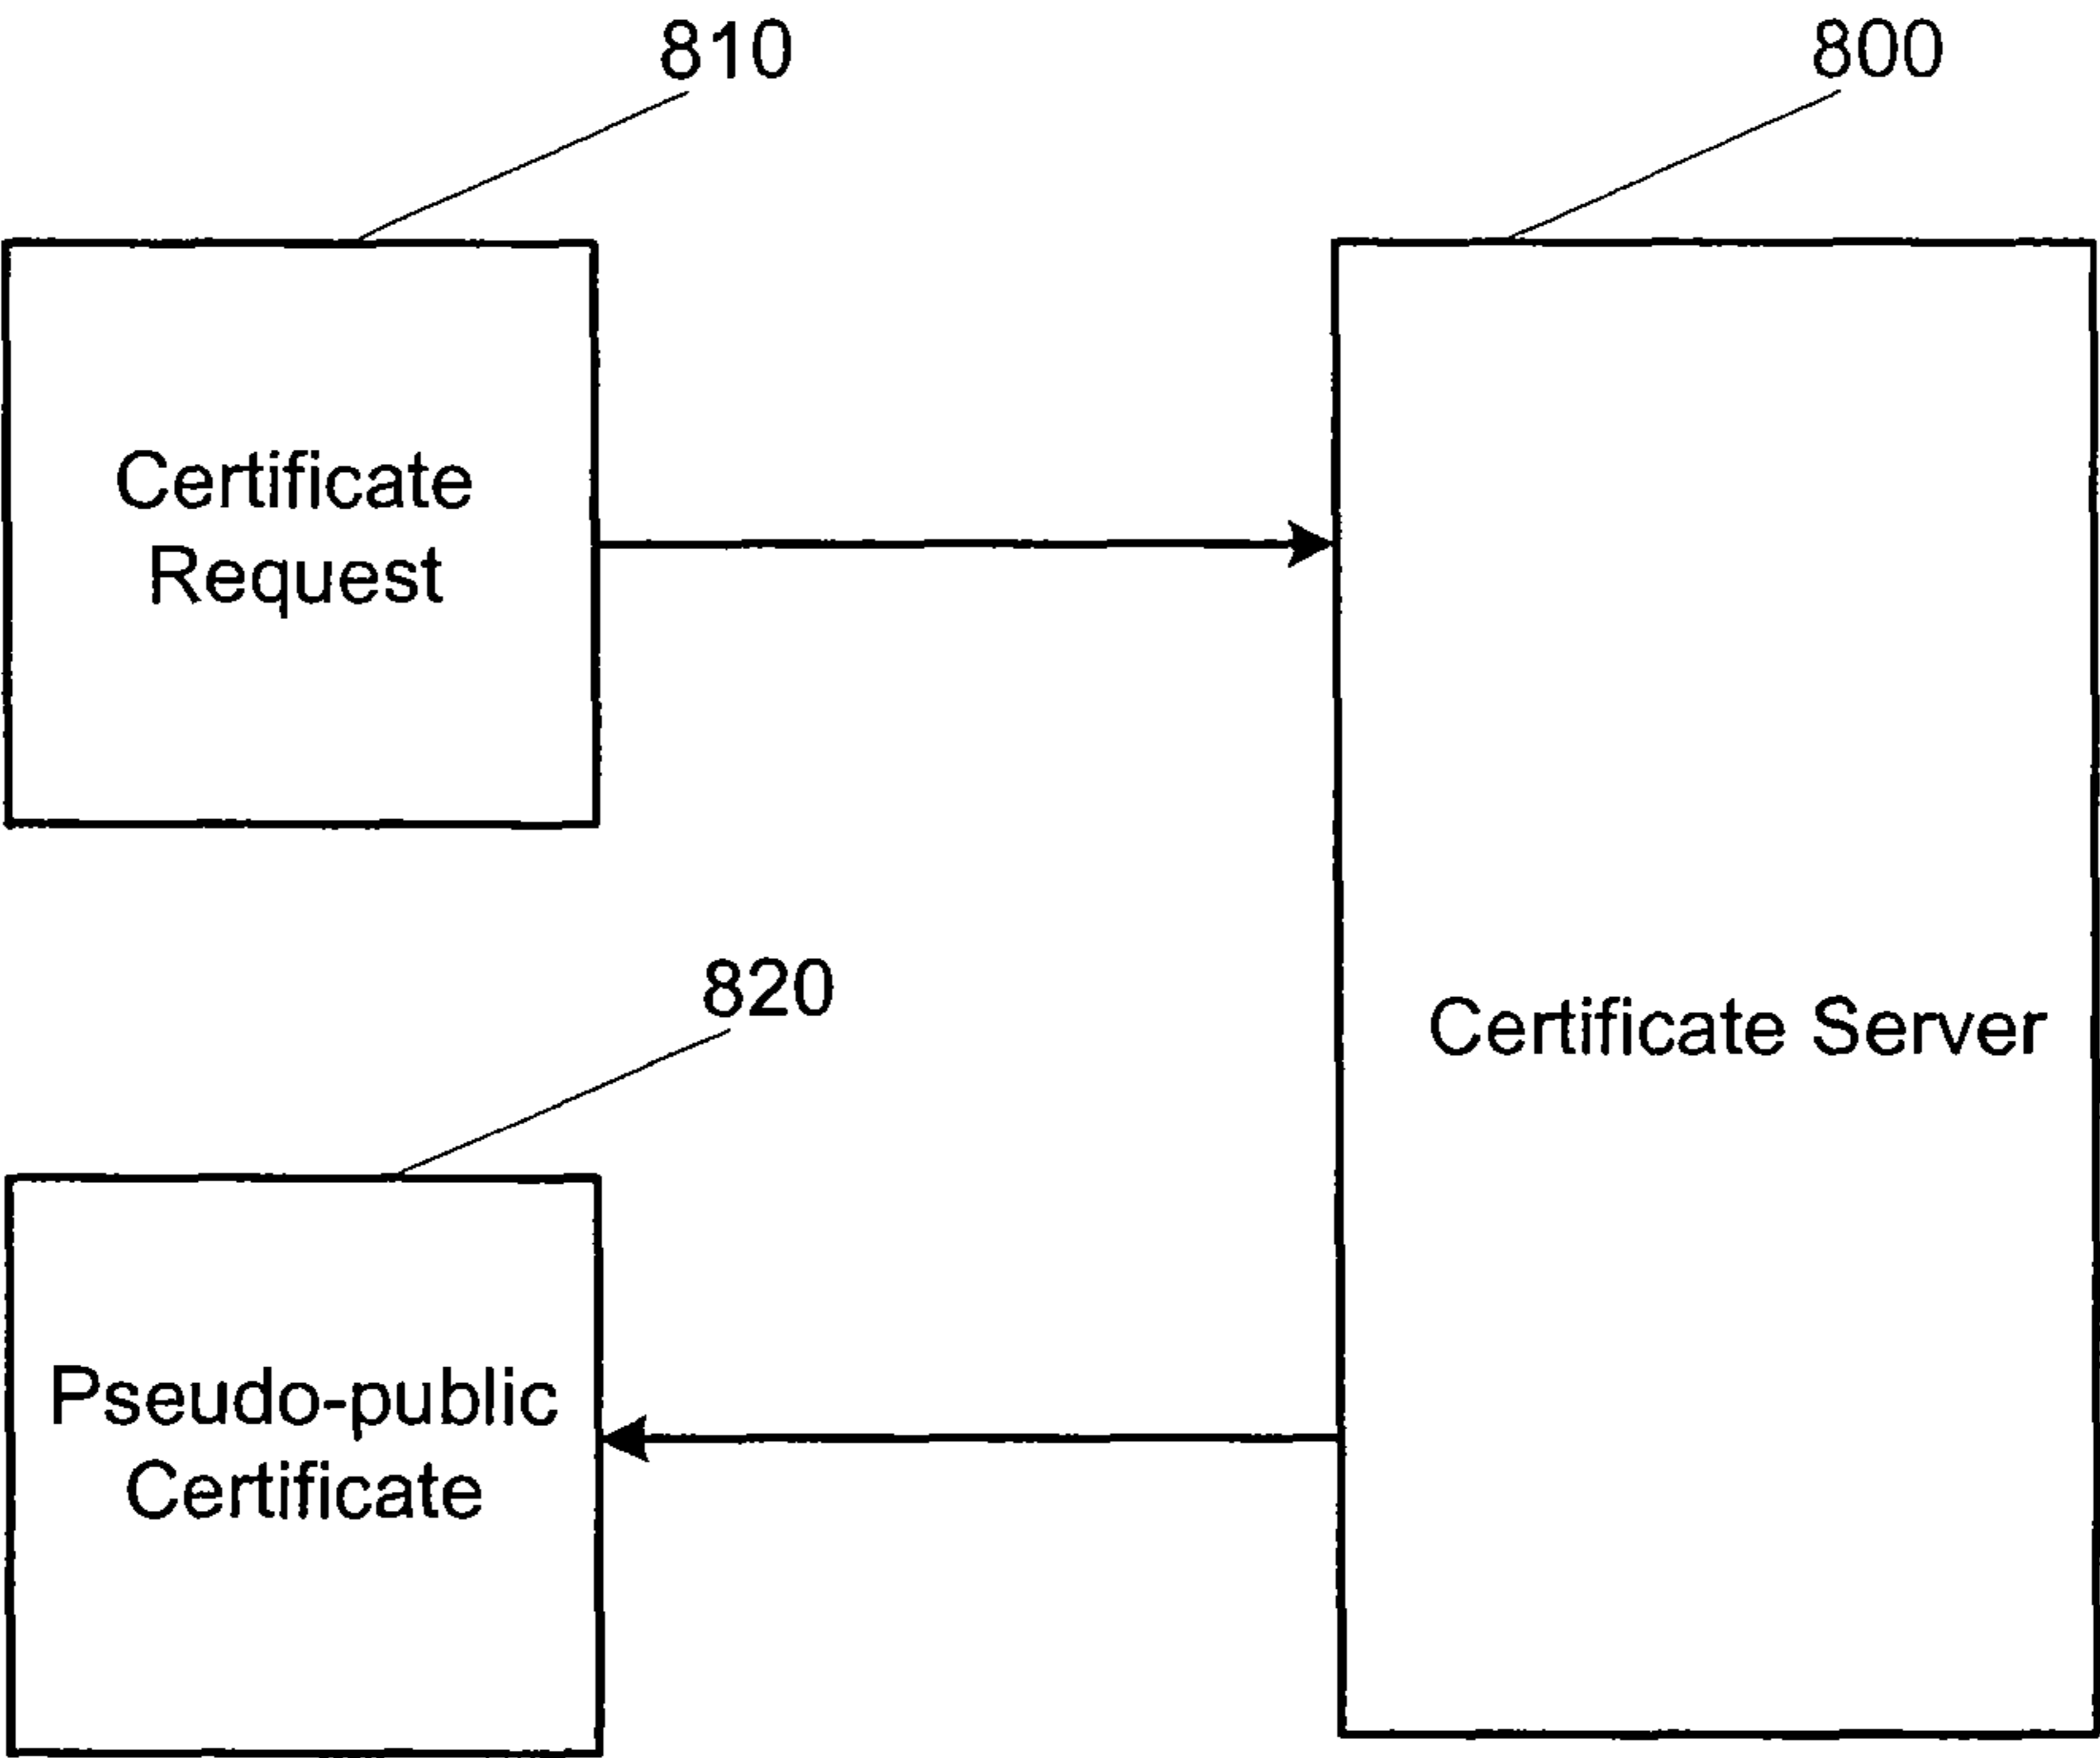 810
800
Certificate
Request
820
Certificate Server
Pseudo-public
Certificate